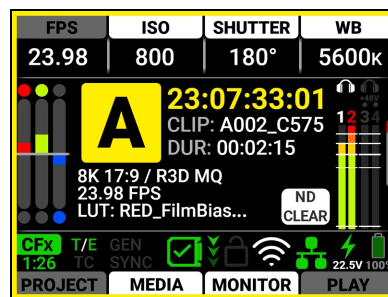 FPS ISO SHUTTER WB
23.98 800 180° 5600K
A
23:07:33:01
CLIP: A002_C575
DUR: 00:02:15
+48V
1 2 3 4
8K 17:9 / R3D MQ
23.98 FPS
LUT: RED_FilmBias...
ND
CLEAR
CFx T/E GEN
1:26 TC SYNC
22.5V 100%
PROJECT MEDIA MONITOR PLAY